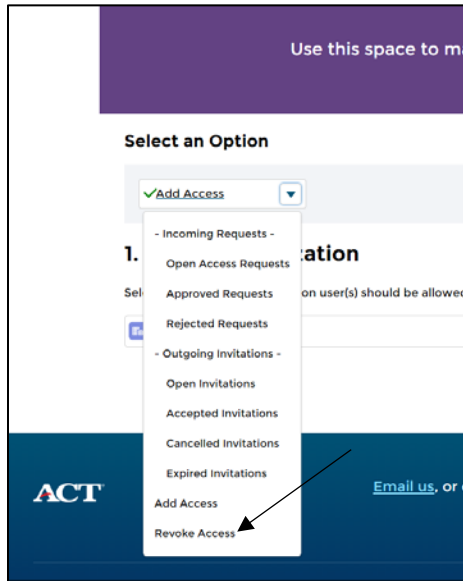 Use this space to ma
Select an Option
Add Access
- Incoming Requests -
1. ation
Open Access Requests
Sel on user(s) should be allowed
Approved Requests
Rejected Requests
- Outgoing Invitations -
Open Invitations
Accepted Invitations
Cancelled Invitations
Expired Invitations
ACT
Email us, or
Add Access
Revoke Access